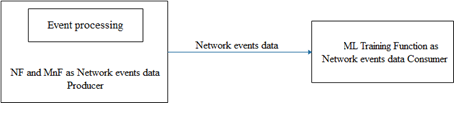 Event processing
NF and MnF as Network events data
Producer
Network events data
ML Training Function as
Network events data Consumer